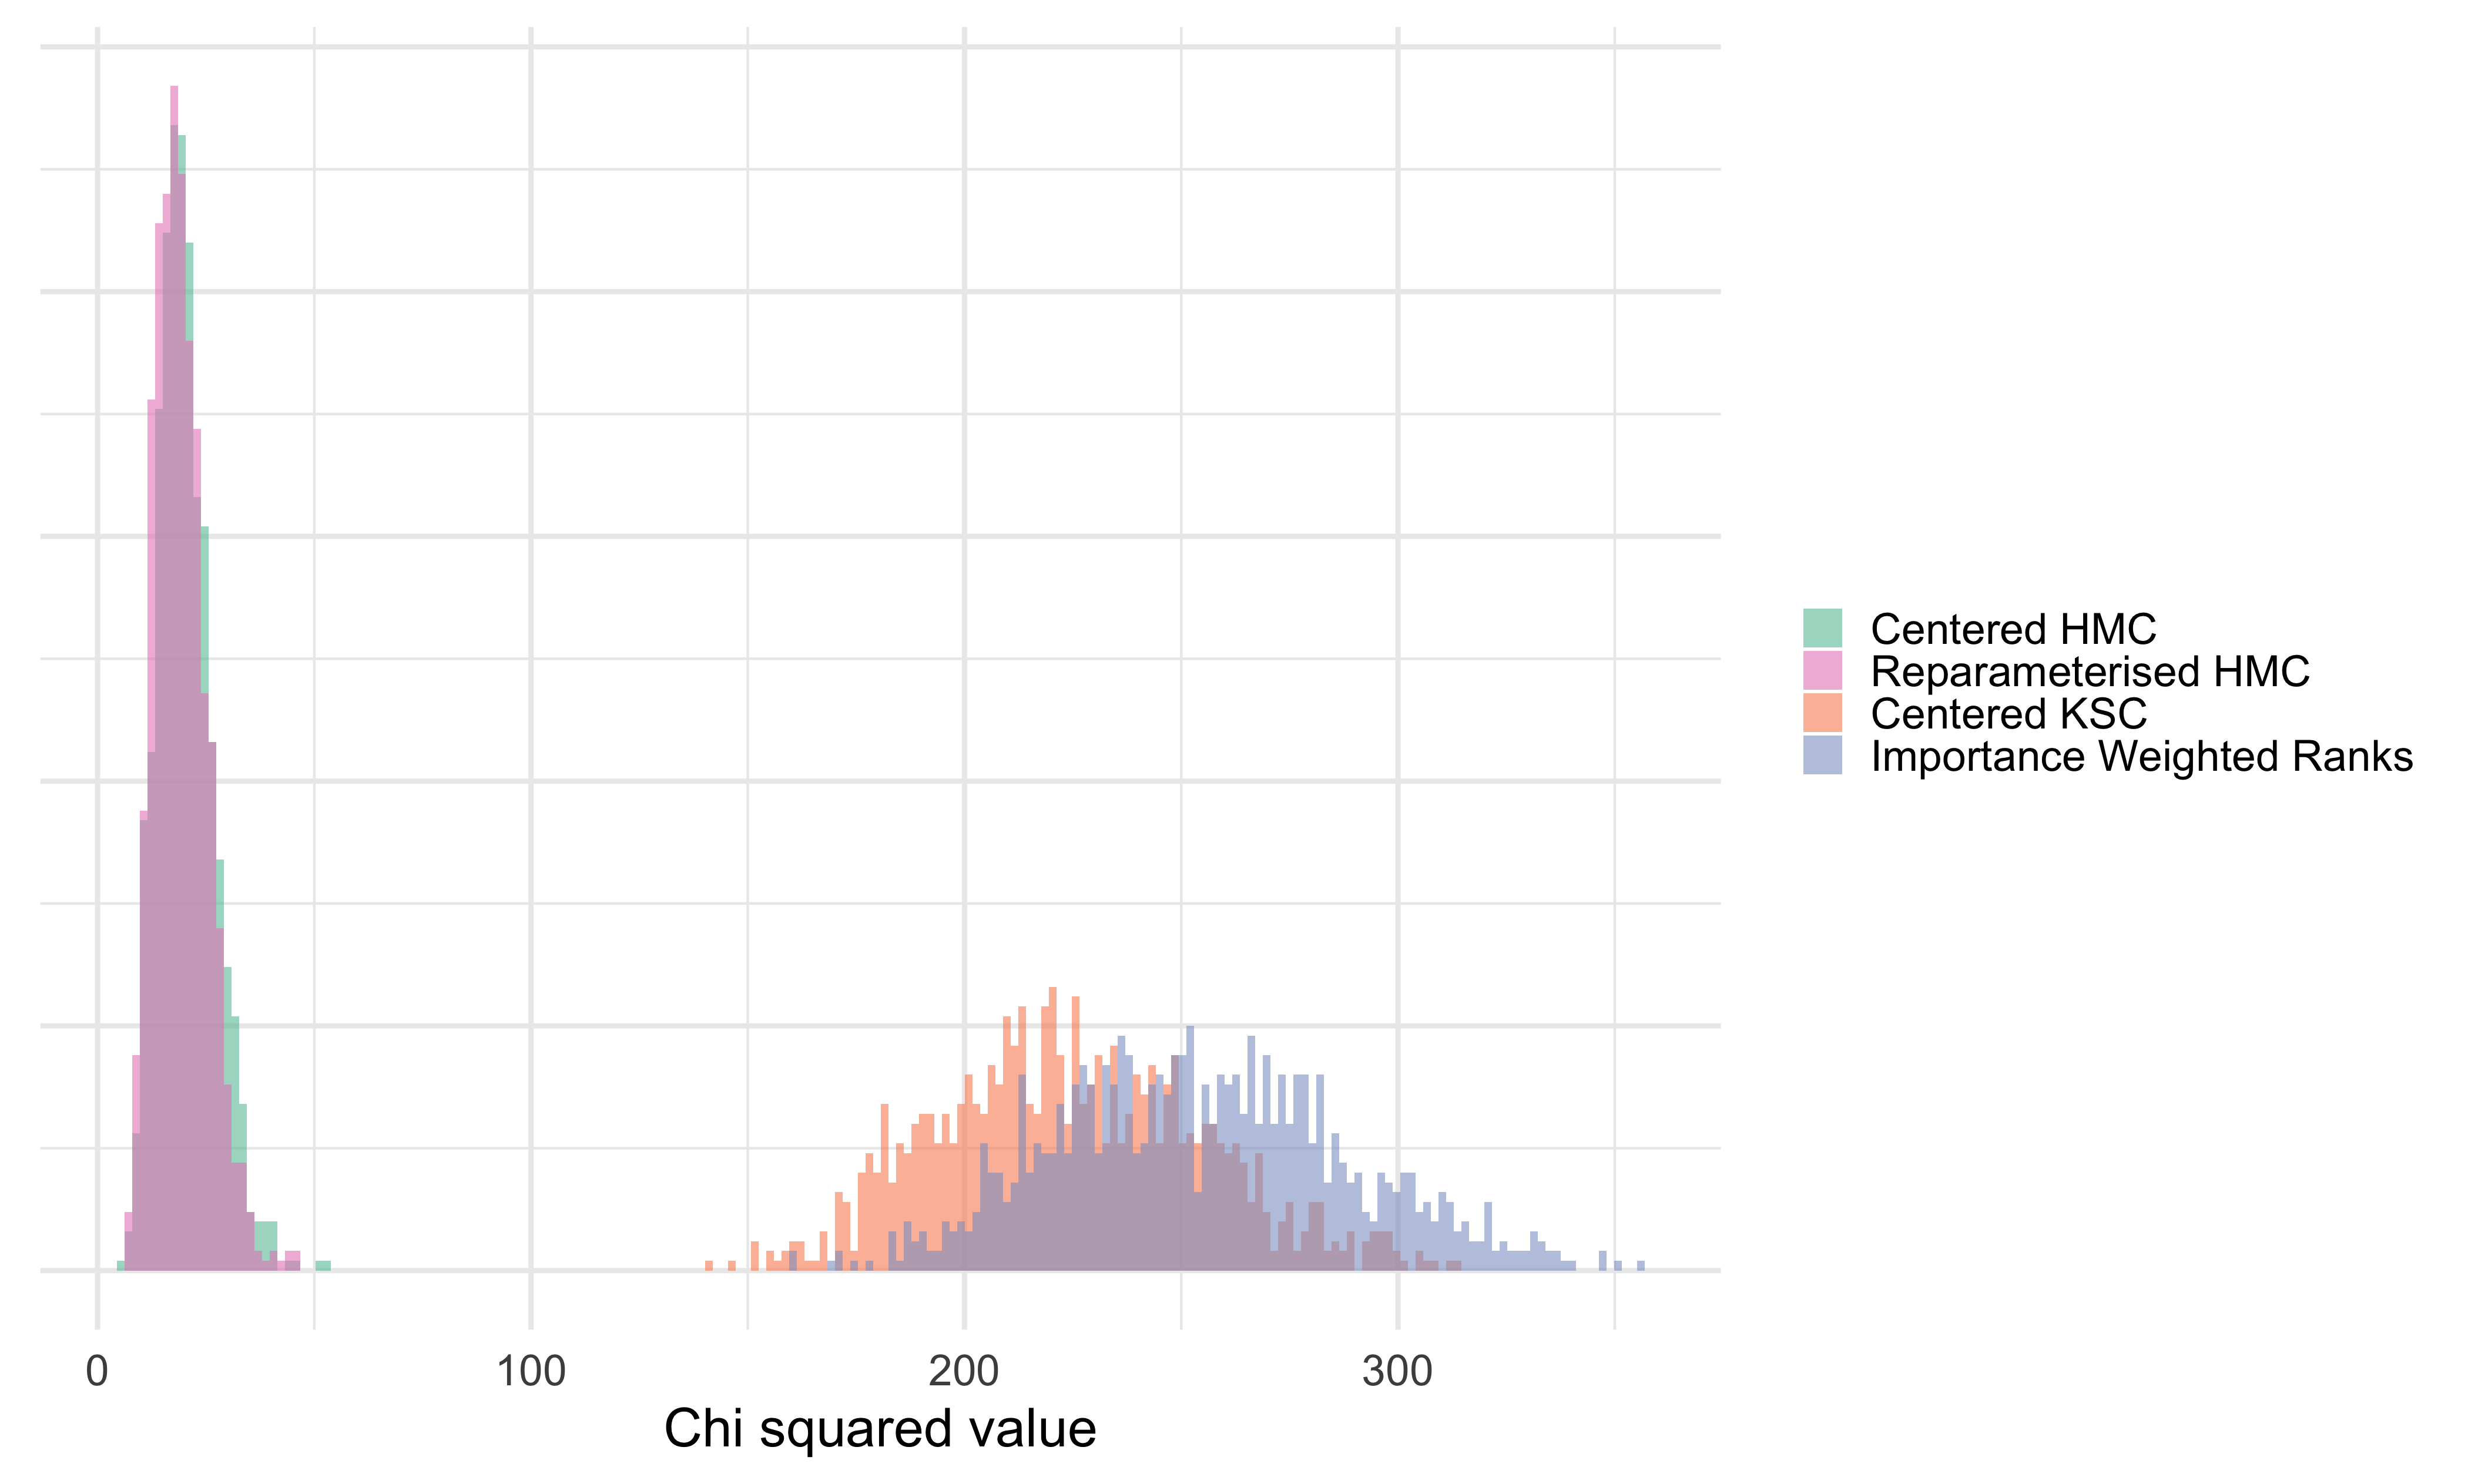 Centered HMC
Reparameterised HMC
Centered KSC
Importance Weighted Ranks
0 100 200 300
Chi squared value